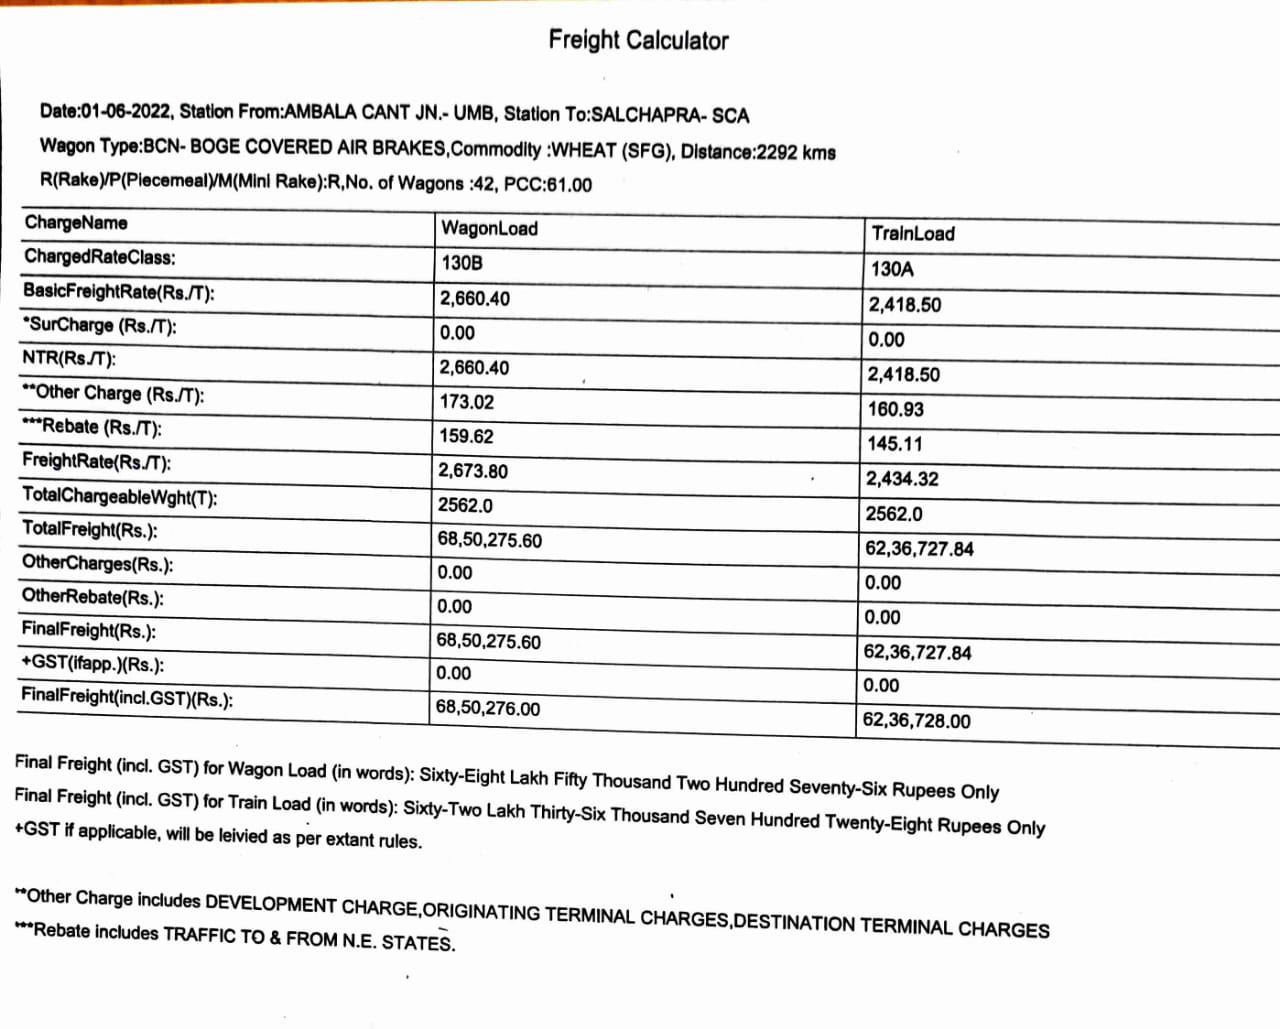 Freight Calculator
Date:01-06-2022, Station From:AMBALA CANT JN.- UMB, Station To:SALCHAPRA- SCA
Wagon Type:BCN- BOGE COVERED AIR BRAKES,Commodity :WHEAT (SFG), Distance:2292 kms
R(Rake)/P(Piecemeal)/M(Mini Rake):R,No. of Wagons :42, PCC:61.00
ChargeName WagonLoad TrainLoad
ChargedRateClass: 130B 130A
BasicFreightRate(Rs./T): 2,660.40 2,418.50
*SurCharge (Rs./T): 0.00 0.00
NTR(Rs./T): 2,660.40 2,418.50
**Other Charge (Rs./T): 173.02 160.93
***Rebate (Rs./T): 159.62 145.11
FreightRate(Rs./T): 2,673.80 2,434.32
TotalChargeableWght(T): 2562.0 2562.0
TotalFreight(Rs.): 68,50,275.60 62,36,727.84
OtherCharges(Rs.): 0.00 0.00
OtherRebate(Rs.): 0.00 0.00
FinalFreight(Rs.): 68,50,275.60 62,36,727.84
+GST(ifapp.)(Rs.): 0.00 0.00
FinalFreight(incl.GST)(Rs.): 68,50,276.00 62,36,728.00
Final Freight (incl. GST) for Wagon Load (in words): Sixty-Eight Lakh Fifty Thousand Two Hundred Seventy-Six Rupees Only
Final Freight (incl. GST) for Train Load (in words): Sixty-Two Lakh Thirty-Six Thousand Seven Hundred Twenty-Eight Rupees Only
+GST if applicable, will be leivied as per extant rules.
**Other Charge includes DEVELOPMENT CHARGE,ORIGINATING TERMINAL CHARGES,DESTINATION TERMINAL CHARGES
***Rebate includes TRAFFIC TO & FROM N.E. STATES.